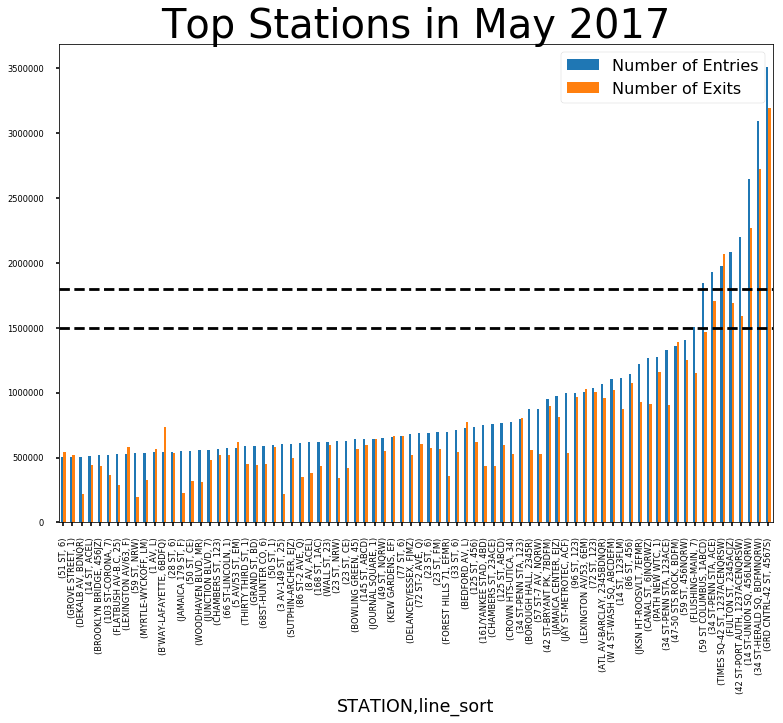 Top Stations in May 2017
Number of Entries
Number of Exits
3500000
3000000
2500000
2000000
1500000
1000000
500000
0
(51 ST, 6)
(GROVE STREET, 1)
(DEKALB AV, BDNQR)
(14 ST, ACEL)
(BROOKLYN BRIDGE, 456JZ)
(103 ST-CORONA, 7)
(FLATBUSH AV-B.C, 25)
(LEXINGTON AV/63, F)
(59 ST, NRW)
(MYRTLE-WYCKOFF, LM)
(1 AV, L)
(B'WAY-LAFAYETTE, 6BDFQ)
(28 ST, 6)
(JAMAICA 179 ST, F)
(50 ST, CE)
(WOODHAVEN BLVD, MR)
(JUNCTION BLVD, 7)
(CHAMBERS ST, 123)
(66 ST-LINCOLN, 1)
(5 AV/53 ST, EM)
(THIRTY THIRD ST, 1)
(GRAND ST, BD)
(68ST-HUNTER CO, 6)
(50 ST, 1)
(3 AV-149 ST, 25)
(SUTPHIN-ARCHER, EJZ)
(86 ST-2 AVE, Q)
(8 AV, ACEL)
(168 ST, 1AC)
(WALL ST, 23)
(23 ST, NRW)
(23 ST, CE)
(BOWLING GREEN, 45)
(145 ST, ABCD)
(JOURNAL SQUARE, 1)
(49 ST, NQRW)
(KEW GARDENS, EF)
(77 ST, 6)
(DELANCEY/ESSEX, FJMZ)
(72 ST-2 AVE, Q)
(23 ST, 6)
(23 ST, FM)
(FOREST HILLS 71, EFMR)
(33 ST, 6)
(BEDFORD AV, L)
(125 ST, 456)
(161/YANKEE STAD, 4BD)
(CHAMBERS ST, 23ACE)
(125 ST, ABCD)
(CROWN HTS-UTICA, 34)
(34 ST-PENN STA, 123)
(BOROUGH HALL, 2345R)
(57 ST-7 AV, NQRW)
(42 ST-BRYANT PK, 7BDFM)
(JAMAICA CENTER, EJZ)
(JAY ST-METROTEC, ACF)
(96 ST, 123)
(LEXINGTON AV/53, 6EM)
(72 ST, 123)
(ATL AV-BARCLAY, 2345BDNQR)
(W 4 ST-WASH SQ, ABCDEFM)
(14 ST, 123FLM)
(86 ST, 456)
(JKSN HT-ROOSVLT, 7EFMR)
(CANAL ST, 6JNQRWZ)
(PATH NEW WTC, 1)
(34 ST-PENN STA, 123ACE)
(47-50 STS ROCK, BDFM)
(59 ST, 456NQRW)
(FLUSHING-MAIN, 7)
(59 ST COLUMBUS, 1ABCD)
(34 ST-PENN STA, ACE)
(TIMES SQ-42 ST, 1237ACENQRSW)
(FULTON ST, 2345ACJZ)
(42 ST-PORT AUTH, 1237ACENQRSW)
(14 ST-UNION SQ, 456LNQRW)
(34 ST-HERALD SQ, BDFMNQRW)
(GRD CNTRL-42 ST, 4567S)
STATION,line_sort